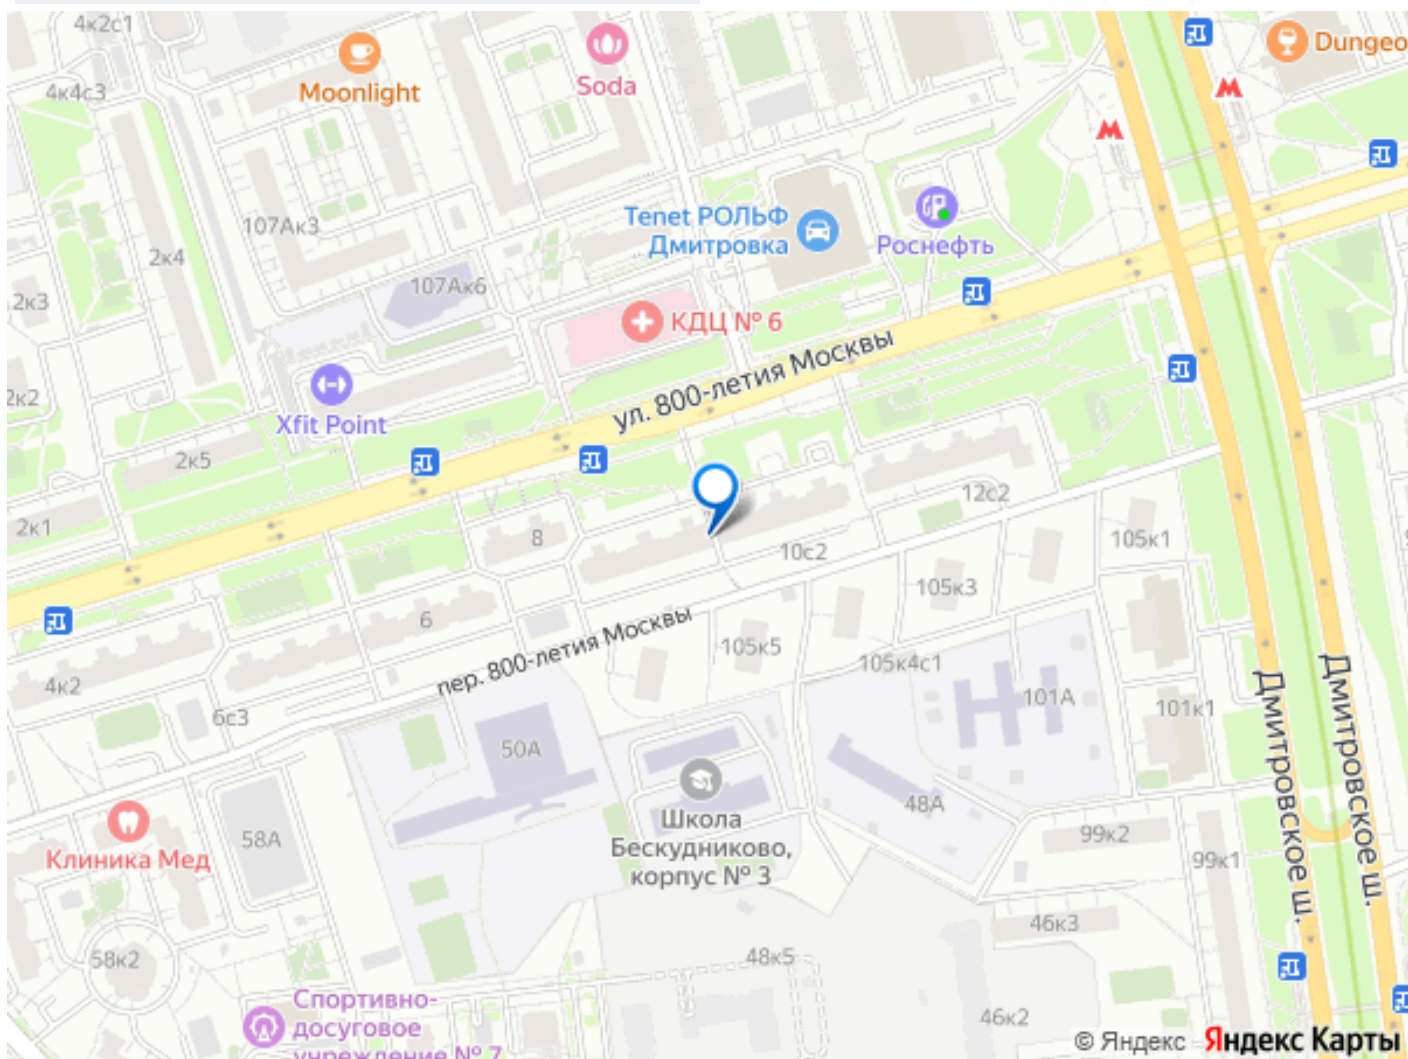 4к2с1
Moonlight
Soda
Dungeo
4к4с3
107Ак3
2к4
Tenet РОЛЬФ
Дмитровка
Роснефть
107Ак6
2к3
КДЦ № 6
2к2
Xfit Point
ул. 800-летия Москвы
2к5
2к1
8
12с2
10с2
105к1
105к3
6
пер. 800-летия Москвы
105к5
105к4с1
4к2
6с3
101А
101к1
Дмитровское ш.
Дмитровское ш.
50А
48А
Школа
Бескудниково,
корпус № 3
58А
Клиника Мед
99к2
99к1
46к3
58к2
48к5
Спортивно-
досуговое
учреждение № 7
46к2
© Яндекс Яндекс Карты